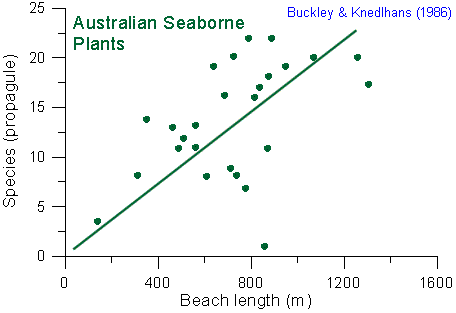 Australian Seaborne
Plants
Buckley & Knedlhans (1986)
Species (propagule)
25
20
15
10
5
0
0 400 800 1200 1600
Beach length (m)